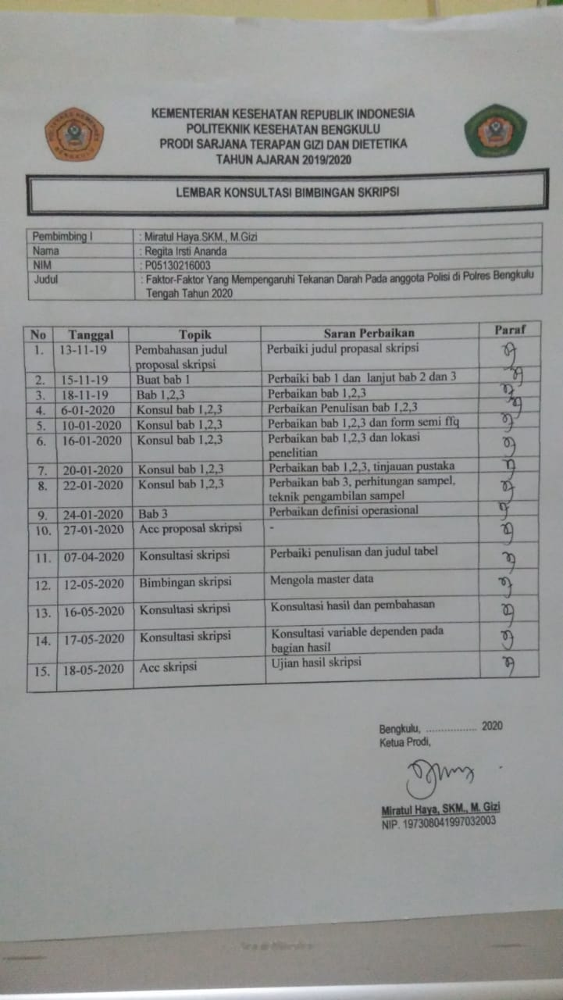 KEMENTERIAN KESEHATAN REPUBLIK INDONESIA
POLITEKNIK KESEHATAN BENGKULU
PRODI SARJANA TERAPAN GIZI DAN DIETETIKA
TAHUN AJARAN 2019/2020
LEMBAR KONSULTASI BIMBINGAN SKRIPSI
Pembimbing I : Miratul Haya.SKM., M.Gizi
Nama : Regita Irsti Ananda
NIM : P05130216003
Judul : Faktor-Faktor Yang Mempengaruhi Tekanan Darah Pada anggota Polisi di Polres Bengkulu
Tengah Tahun 2020
No Tanggal Topik Saran Perbaikan Paraf
1. 13-11-19 Pembahasan judul Perbaiki judul propasal skripsi
proposal skripsi
2. 15-11-19 Buat bab 1 Perbaiki bab 1 dan lanjut bab 2 dan 3
3. 18-11-19 Bab 1,2,3 Perbaikan bab 1,2,3
4. 6-01-2020 Konsul bab 1,2,3 Perbaikan Penulisan bab 1,2,3
5. 10-01-2020 Konsul bab 1,2,3 Perbaikan bab 1,2,3 dan form semi ffq
6. 16-01-2020 Konsul bab 1,2,3 Perbaikan bab 1,2,3 dan lokasi
penelitian
7. 20-01-2020 Konsul bab 1,2,3 Perbaikan bab 1,2,3, tinjauan pustaka
8. 22-01-2020 Konsul bab 1,2,3 Perbaikan bab 3, perhitungan sampel,
teknik pengambilan sampel
9. 24-01-2020 Bab 3 Perbaikan definisi operasional
10. 27-01-2020 Acc proposal skripsi -
11. 07-04-2020 Konsultasi skripsi Perbaiki penulisan dan judul tabel
12. 12-05-2020 Bimbingan skripsi Mengola master data
13. 16-05-2020 Konsultasi skripsi Konsultasi hasil dan pembahasan
14. 17-05-2020 Konsultasi skripsi Konsultasi variable dependen pada
bagian hasil
15. 18-05-2020 Acc skripsi Ujian hasil skripsi
Bengkulu, ................. 2020
Ketua Prodi,
Miratul Haya, SKM., M. Gizi
NIP. 197308041997032003